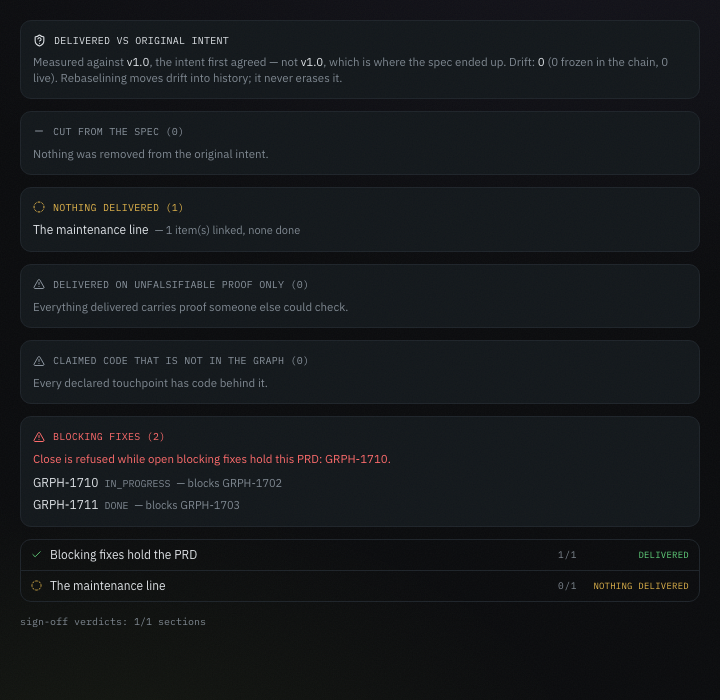 DELIVERED VS ORIGINAL INTENT
Measured against v1.0, the intent first agreed — not v1.0, which is where the spec ended up. Drift: 0 (0 frozen in the chain, 0
live). Rebaselining moves drift into history; it never erases it.
CUT FROM THE SPEC (0)
Nothing was removed from the original intent.
NOTHING DELIVERED (1)
The maintenance line — 1 item(s) linked, none done
DELIVERED ON UNFALSIFIABLE PROOF ONLY (0)
Everything delivered carries proof someone else could check.
CLAIMED CODE THAT IS NOT IN THE GRAPH (0)
Every declared touchpoint has code behind it.
BLOCKING FIXES (2)
Close is refused while open blocking fixes hold this PRD: GRPH-1710.
GRPH-1710 IN_PROGRESS — blocks GRPH-1702
GRPH-1711 DONE — blocks GRPH-1703
Blocking fixes hold the PRD 1/1 DELIVERED
The maintenance line 0/1 NOTHING DELIVERED
sign-off verdicts: 1/1 sections